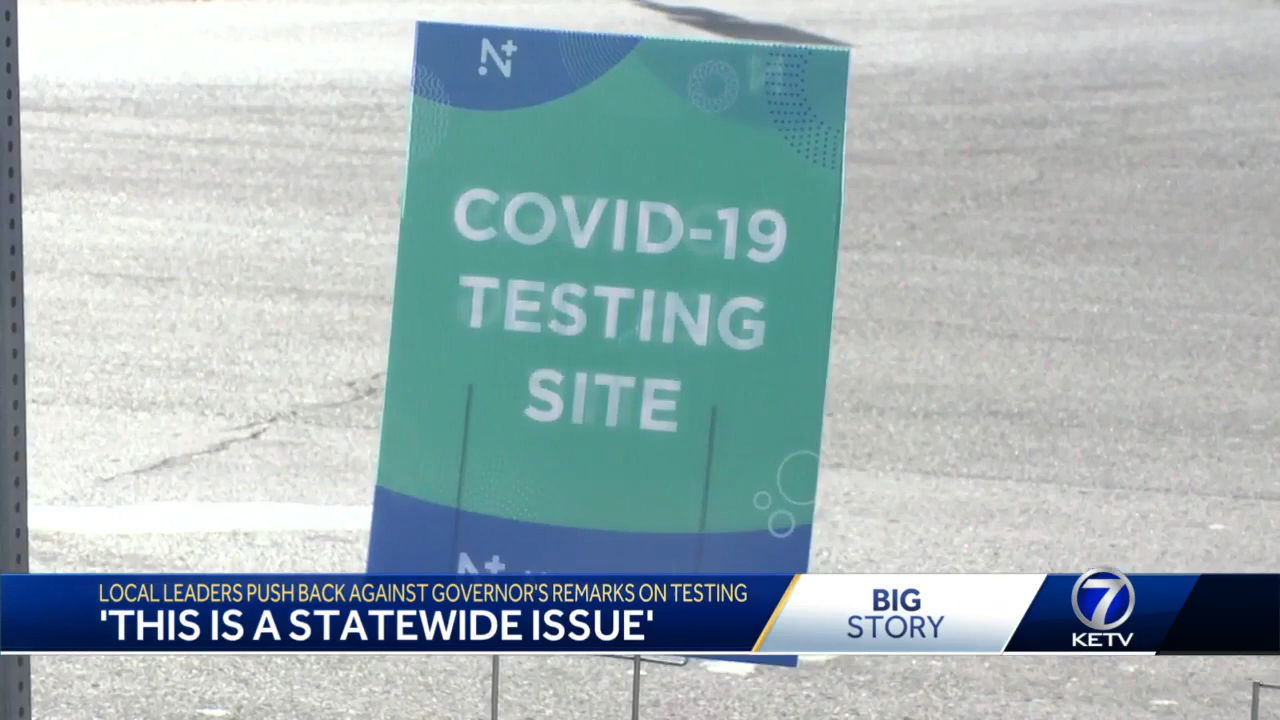 N+
COVID-19
TESTING
SITE
N+
LOCAL LEADERS PUSH BACK AGAINST GOVERNOR'S REMARKS ON TESTING
'THIS IS A STATEWIDE ISSUE'
BIG
STORY
7
KETV